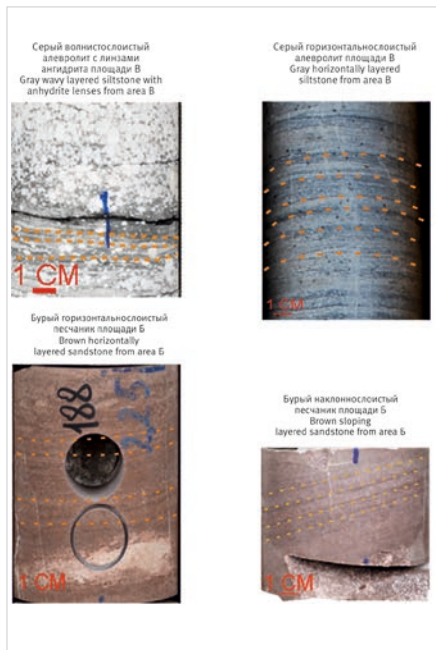 Серый волнистослоистый
алевролит с линзами
ангидрита площади В
Gray wavy layered siltstone with
anhydrite lenses from area B
1 СМ
Серый горизонтальнослоистый
алевролит площади В
Gray horizontally layered
siltstone from area B
1 СМ
Бурый горизонтальнослоистый
песчаник площади Б
Brown horizontally
layered sandstone from area Б
188
1 СМ
Бурый наклоннослоистый
песчаник площади Б
Brown sloping
layered sandstone from area Б
1 СМ